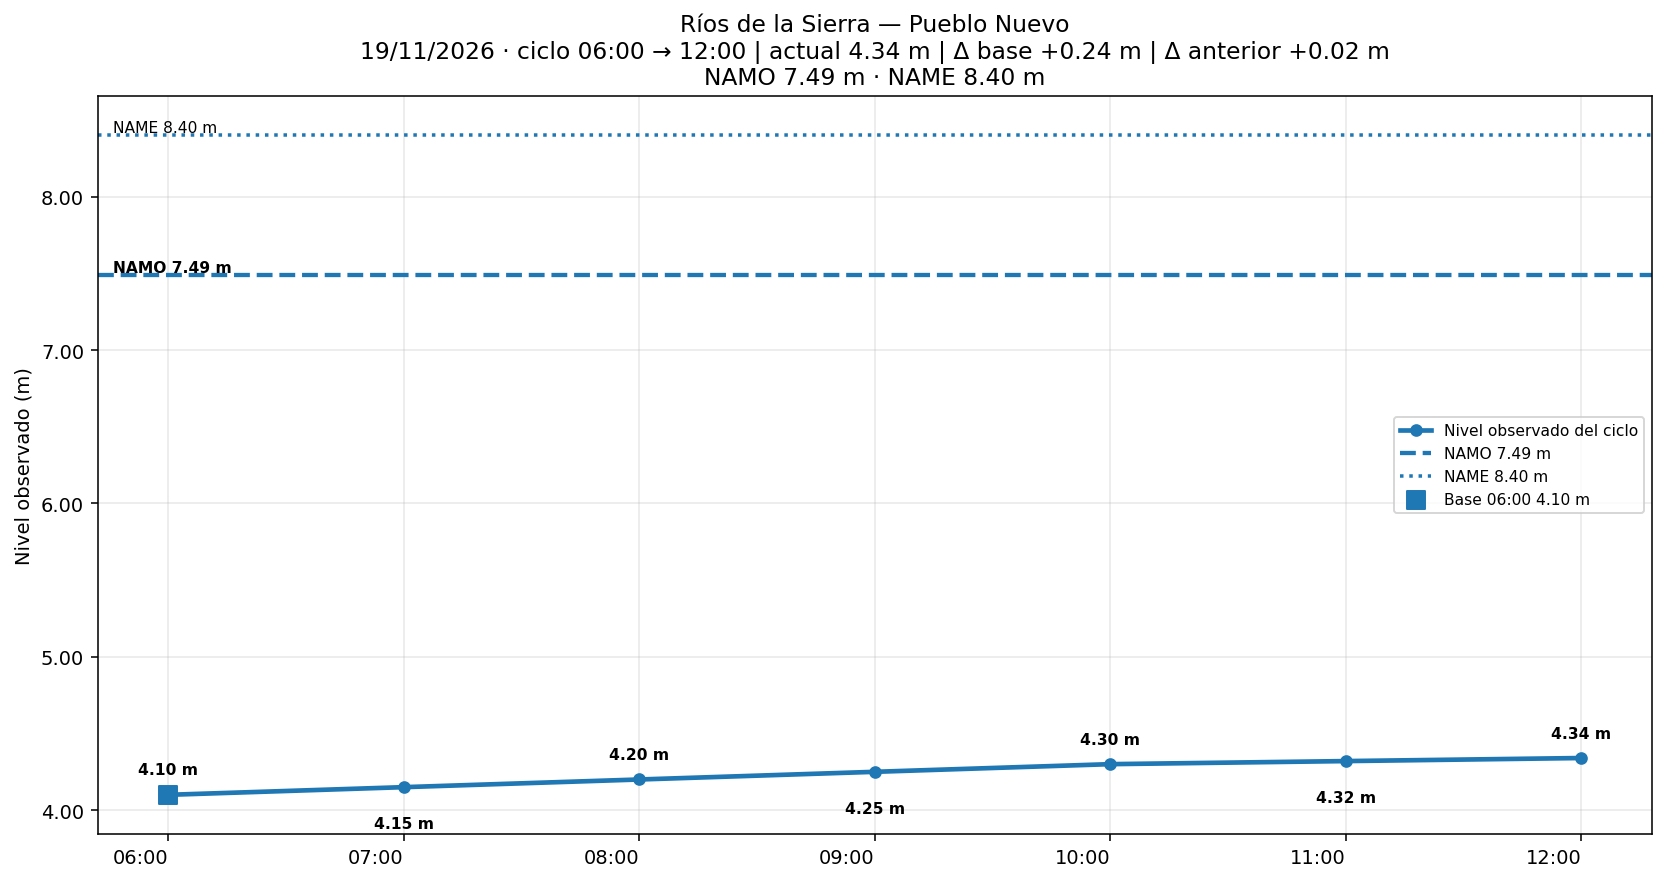 Ríos de la Sierra — Pueblo Nuevo
19/11/2026 · ciclo 06:00 → 12:00 | actual 4.34 m | Δ base +0.24 m | Δ anterior +0.02 m
NAMO 7.49 m · NAME 8.40 m
NAME 8.40 m
8.00
NAMO 7.49 m
7.00
Nivel observado (m)
Nivel observado del ciclo
NAMO 7.49 m
NAME 8.40 m
Base 06:00 4.10 m
6.00
5.00
4.10 m
4.15 m
4.20 m
4.25 m
4.30 m
4.32 m
4.34 m
4.00
06:00
07:00
08:00
09:00
10:00
11:00
12:00